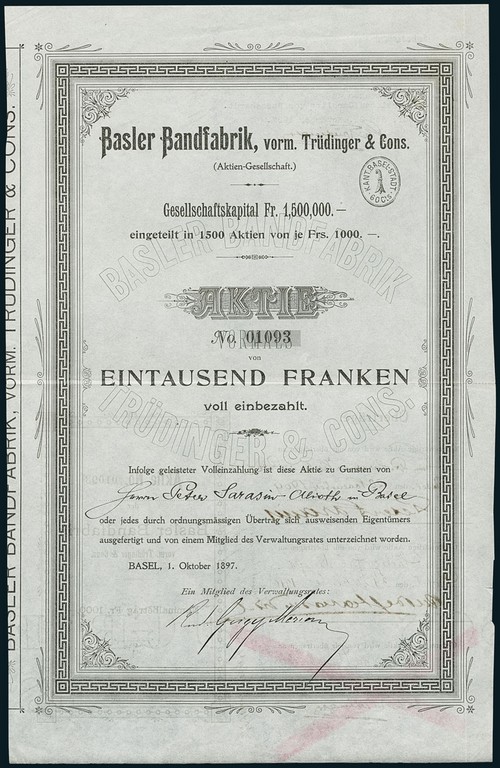 Basler Bandfabrik, vorm. Trüdinger & Cons.
(Aktien-Gesellschaft.)
KANT. BASEL-STADT
Gesellschaftskapital Fr. 1,500,000.—
eingeteilt in 1500 Aktien von je Frs. 1000. —.
BASLER BANDFABRIK
AKTIE
No. 01093
VORMALS
von
EINTAUSEND FRANKEN
voll einbezahlt.
TRÜDINGER & CONS.
Infolge geleisteter Volleinzahlung ist diese Aktie zu Gunsten von
Herrn Peter Sarasin-Alioth in Basel
oder jedes durch ordnungsmässigen Übertrag sich ausweisenden Eigentümers
ausgefertigt und von einem Mitglied des Verwaltungsrates unterzeichnet worden.
BASEL, 1. Oktober 1897.
Ein Mitglied des Verwaltungsrates:
BASLER BANDFABRIK, VORM. TRÜDINGER & CONS.